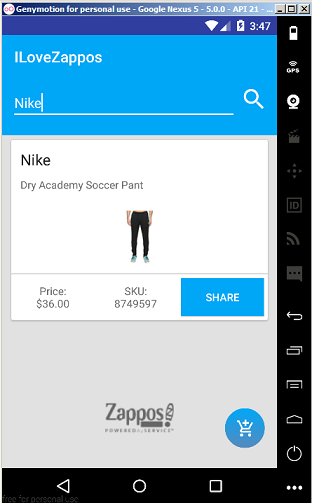 Genymotion for personal use - Google Nexus 5 - 5.0.0 - API 21 - ...
3:47
ILoveZappos
Nike
Nike
Dry Academy Soccer Pant
Price:
$36.00
SKU:
8749597
SHARE
Zappos
POWERED by SERVICE
free for personal use
GPS
ID